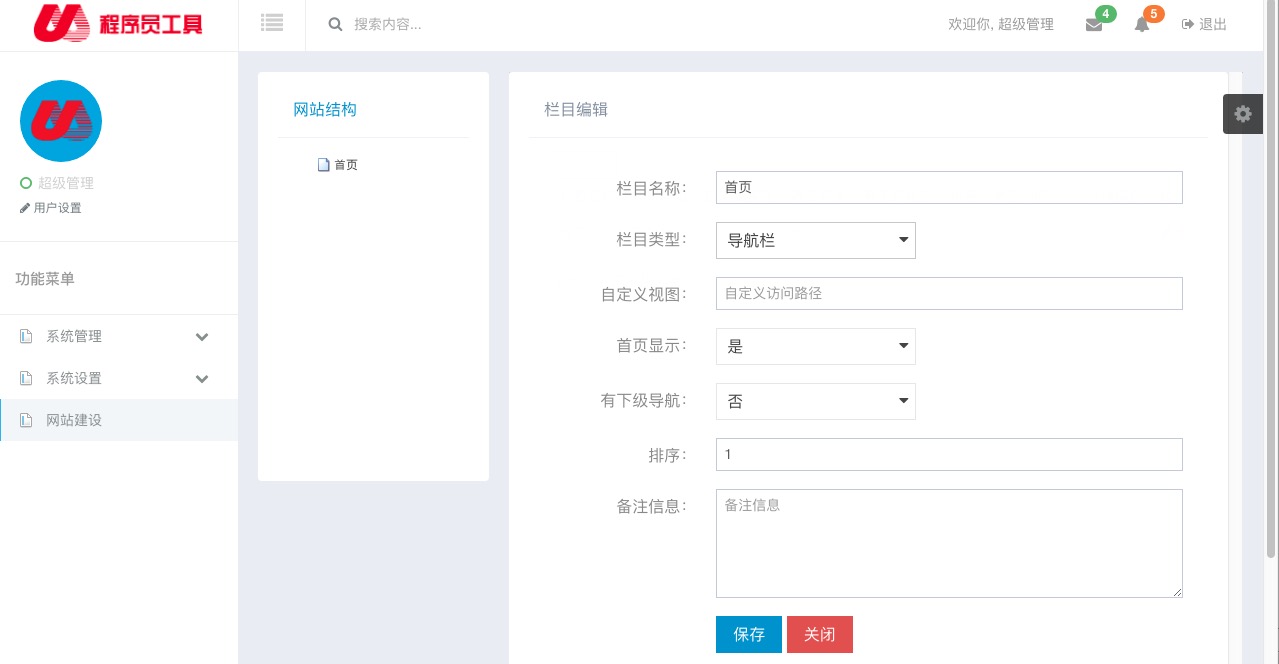 程序员工具
搜索内容...
欢迎你, 超级管理
4
5
退出
超级管理
用户设置
功能菜单
系统管理
系统设置
网站建设
网站结构
首页
栏目编辑
栏目名称：
首页
栏目类型：
导航栏
自定义视图：
自定义访问路径
首页显示：
是
有下级导航：
否
排序：
1
备注信息：
备注信息
保存
关闭